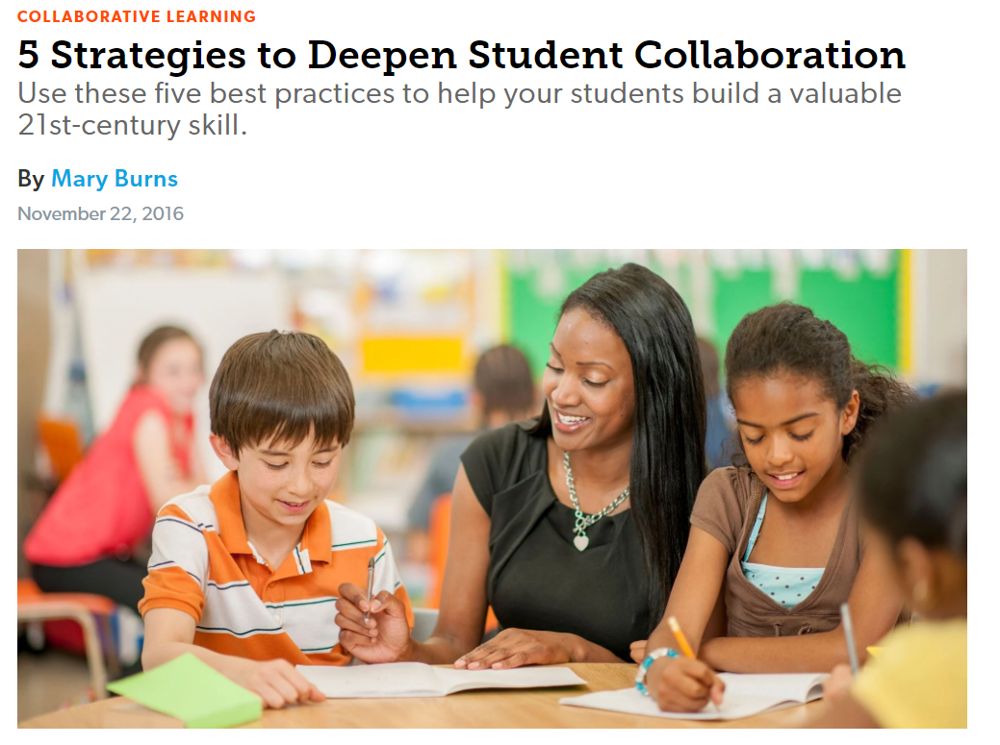 COLLABORATIVE LEARNING
5 Strategies to Deepen Student Collaboration
Use these five best practices to help your students build a valuable
21st-century skill.
By Mary Burns
November 22, 2016